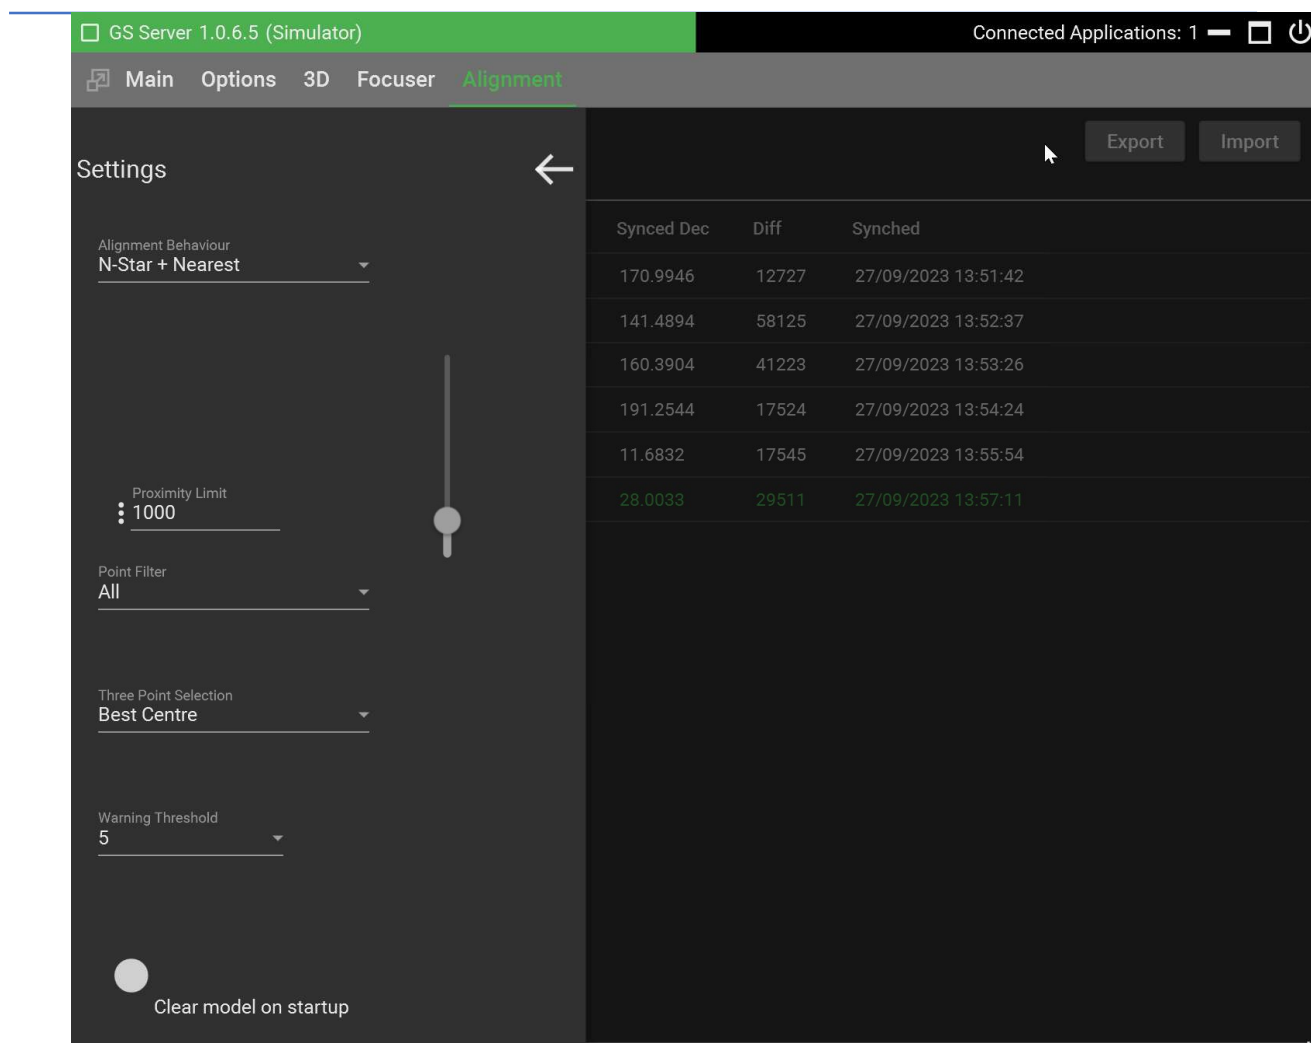 GS Server 1.0.6.5 (Simulator)
Connected Applications: 1
Main Options 3D Focuser Alignment
Settings
Export Import
Alignment Behaviour
N-Star + Nearest
Proximity Limit
1000
Point Filter
All
Three Point Selection
Best Centre
Warning Threshold
5
Clear model on startup
Synced Dec Diff Synched
170.9946 12727 27/09/2023 13:51:42
141.4894 58125 27/09/2023 13:52:37
160.3904 41223 27/09/2023 13:53:26
191.2544 17524 27/09/2023 13:54:24
11.6832 17545 27/09/2023 13:55:54
28.0033 29511 27/09/2023 13:57:11